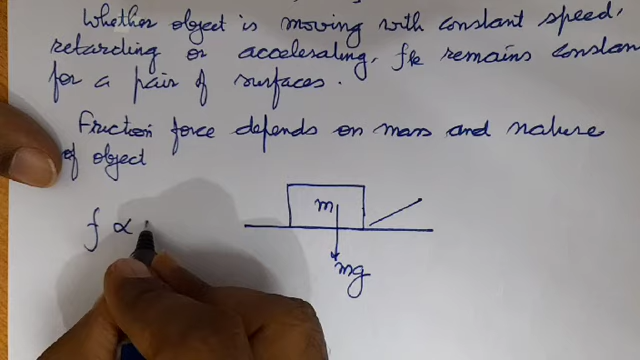 Whether object is moving with constant speed,
retarding or accelerating, fk remains constan
for a pair of surfaces.
Friction force depends on mass and nature
of object
m
f ∝
mg